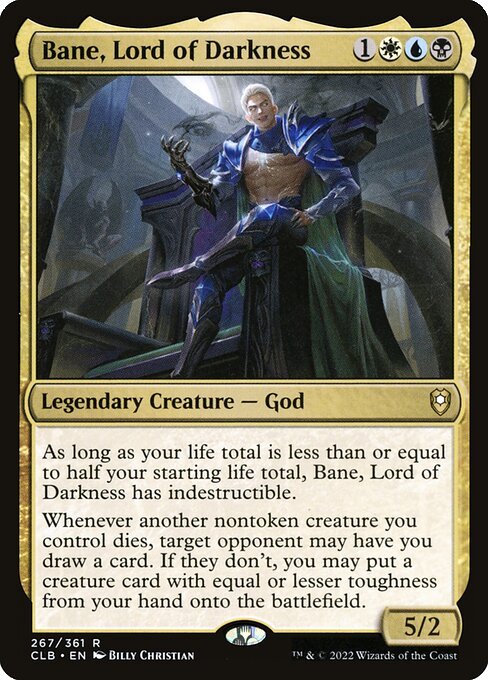 Bane, Lord of Darkness 1
Legendary Creature — God
As long as your life total is less than or equal
to half your starting life total, Bane, Lord of
Darkness has indestructible.
Whenever another nontoken creature you
control dies, target opponent may have you
draw a card. If they don't, you may put a
creature card with equal or lesser toughness
from your hand onto the battlefield.
5/2
267/361 R
CLB • EN Billy Christian
™ & © 2022 Wizards of the Coast